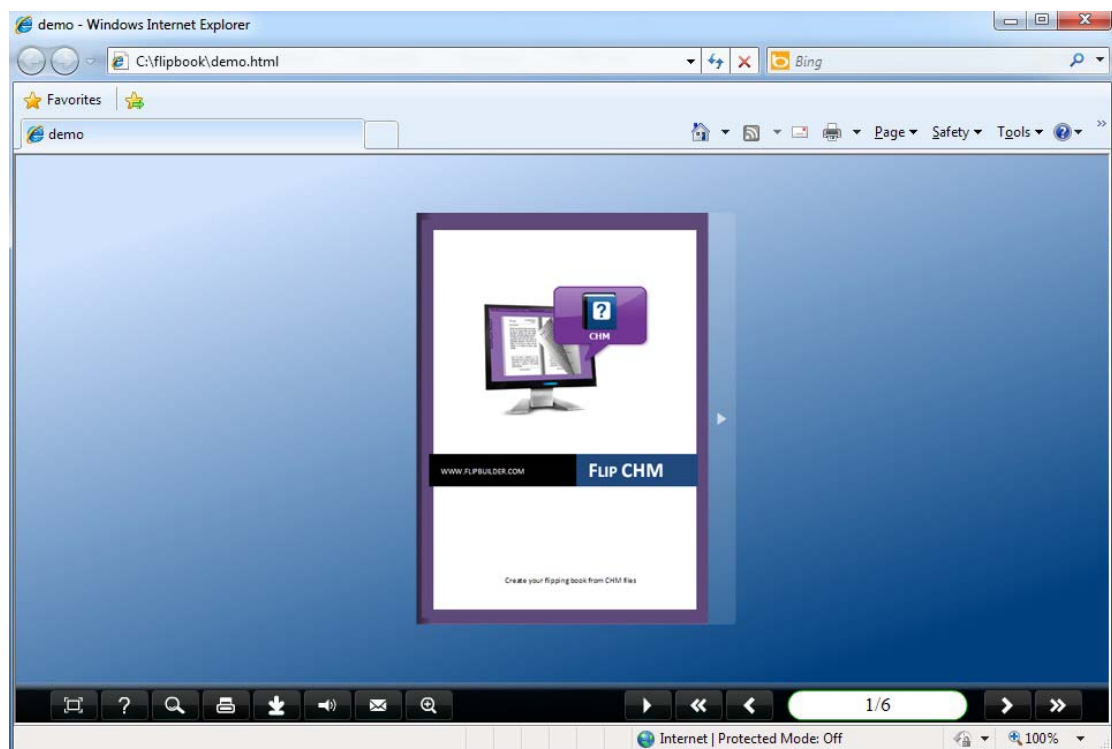 demo - Windows Internet Explorer
C:\flipbook\demo.html
Bing
Favorites
demo
Page Safety Tools »
?
CHM
WWW.FLIPBUILDER.COM FLIP CHM
Create your flipping book from CHM files
? 1/6
Internet | Protected Mode: Off 100%